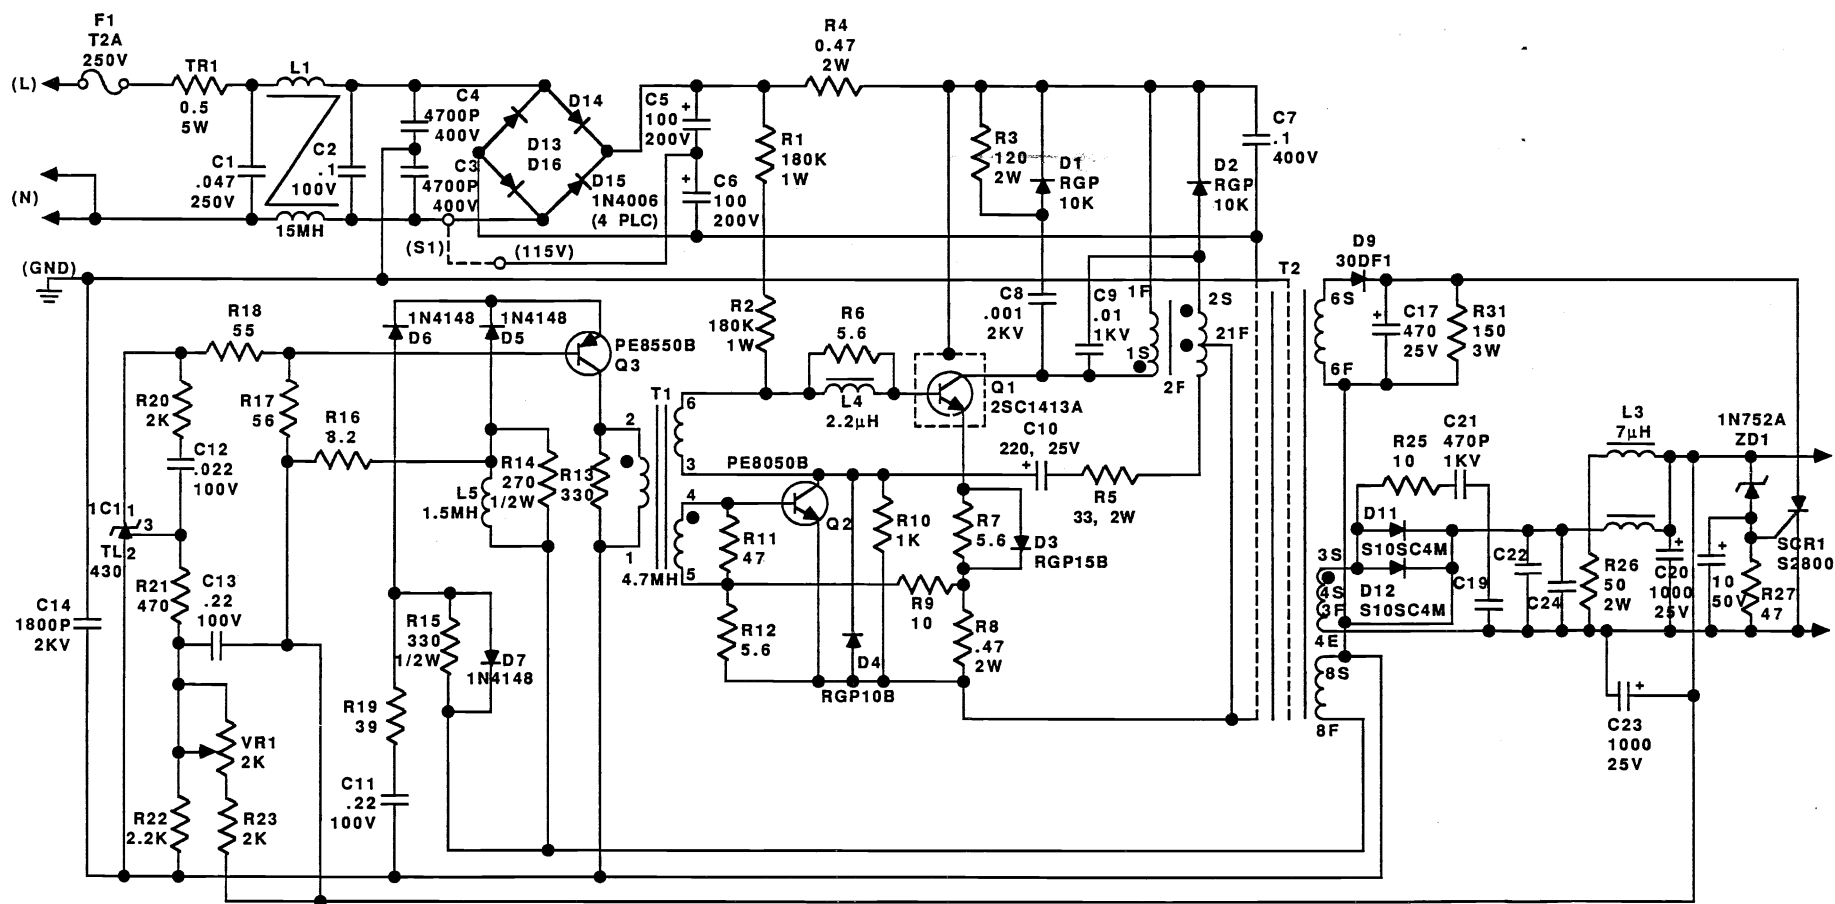 F1
T2A
250V
(L)
TR1
0.5
5W
L1
C1
.047
250V
C2
.1
100V
15MH
(N)
C4
4700P
400V
C3
4700P
400V
D14
D13
D16
D15
1N4006
(4 PLC)
(S1)
(115V)
C5
100
200V
+
C6
100
200V
+
R1
180K
1W
R4
0.47
2W
R3
120
2W
D1
RGP
10K
D2
RGP
10K
C7
.1
400V
(GND)
R18
55
1N4148
D6
1N4148
D5
PE8550B
Q3
R2
180K
1W
R6
5.6
L4
2.2µH
C8
.001
2KV
C9
.01
1KV
1F
1S
2S
21F
2F
Q1
2SC1413A
T2
D9
30DF1
6S
6F
C17
470
25V
+
R31
150
3W
R20
2K
R17
56
R16
8.2
C12
.022
100V
1C1
1
3
2
TL
430
R21
470
C13
.22
100V
L5
1.5MH
R14
270
1/2W
R13
330
2
1
T1
6
3
4
5
4.7MH
PE8050B
Q2
C10
220, 25V
+
R5
33, 2W
R11
47
R10
1K
R7
5.6
D3
RGP15B
R9
10
R12
5.6
D4
RGP10B
R8
.47
2W
C14
1800P
2KV
R15
330
1/2W
D7
1N4148
R19
39
C11
.22
100V
VR1
2K
R22
2.2K
R23
2K
R25
10
C21
470P
1KV
L3
7µH
1N752A
ZD1
D11
S10SC4M
D12
S10SC4M
3S
4S
3F
4E
8S
8F
C19
C22
C24
R26
50
2W
C20
1000
25V
+
10
50V
+
R27
47
SCR1
S2800
C23
1000
25V
+